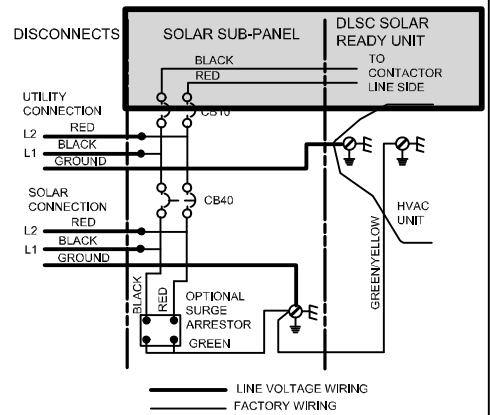 DISCONNECTS
SOLAR SUB-PANEL
DLSC SOLAR
READY UNIT
BLACK
RED
TO
CONTACTOR
LINE SIDE
CB10
UTILITY
CONNECTION
L2
RED
L1
BLACK
GROUND
SOLAR
CONNECTION
CB40
HVAC
UNIT
L2
RED
L1
BLACK
GROUND
GREEN/YELLOW
BLACK
RED
OPTIONAL
SURGE
ARRESTOR
GREEN
LINE VOLTAGE WIRING
FACTORY WIRING